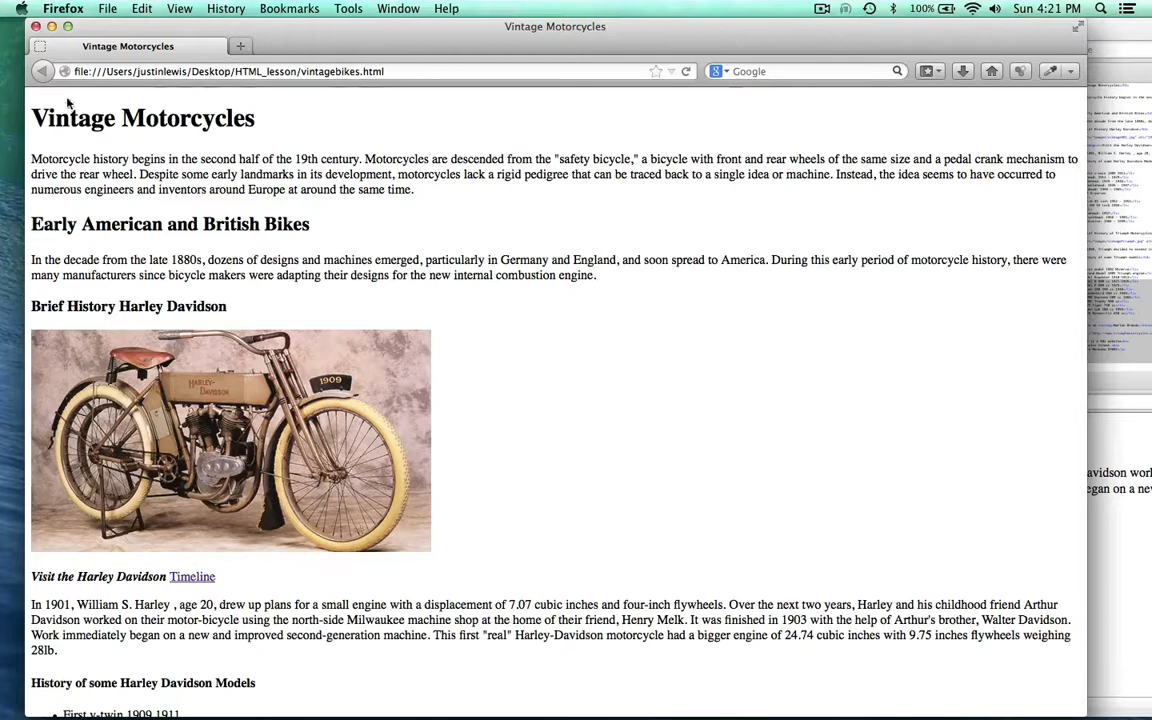 Firefox File Edit View History Bookmarks Tools Window Help 100% Sun 4:21 PM
Vintage Motorcycles
Vintage Motorcycles
file:///Users/justinlewis/Desktop/HTML_lesson/vintagebikes.html Google
Vintage Motorcycles
Motorcycle history begins in the second half of the 19th century. Motorcycles are descended from the "safety bicycle," a bicycle with front and rear wheels of the same size and a pedal crank mechanism to
drive the rear wheel. Despite some early landmarks in its development, motorcycles lack a rigid pedigree that can be traced back to a single idea or machine. Instead, the idea seems to have occurred to
numerous engineers and inventors around Europe at around the same time.
Early American and British Bikes
In the decade from the late 1880s, dozens of designs and machines emerged, particularly in Germany and England, and soon spread to America. During this early period of motorcycle history, there were
many manufacturers since bicycle makers were adapting their designs for the new internal combustion engine.
Brief History Harley Davidson
1909
HARLEY-
DAVIDSON
Visit the Harley Davidson Timeline
In 1901, William S. Harley , age 20, drew up plans for a small engine with a displacement of 7.07 cubic inches and four-inch flywheels. Over the next two years, Harley and his childhood friend Arthur
Davidson worked on their motor-bicycle using the north-side Milwaukee machine shop at the home of their friend, Henry Melk. It was finished in 1903 with the help of Arthur's brother, Walter Davidson.
Work immediately began on a new and improved second-generation machine. This first "real" Harley-Davidson motorcycle had a bigger engine of 24.74 cubic inches with 9.75 inches flywheels weighing
28lb.
History of some Harley Davidson Models
First v-twin 1909 1911
avidson worl
egan on a new